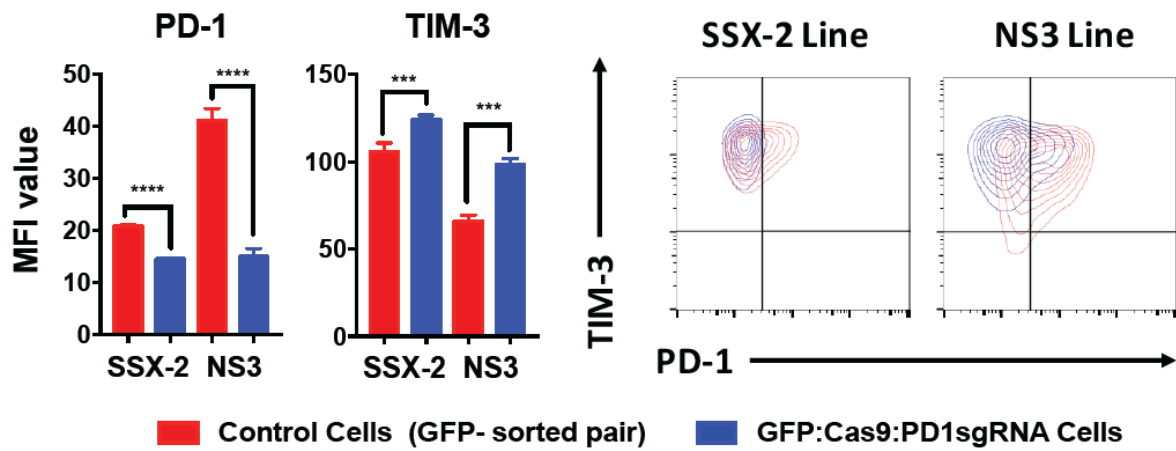 PD-1
TIM-3
SSX-2 Line
NS3 Line
MFI value
50
40
30
20
10
0
****
****
SSX-2
NS3
150
100
50
0
***
***
SSX-2
NS3
TIM-3
PD-1
Control Cells (GFP- sorted pair)
GFP:Cas9:PD1sgRNA Cells